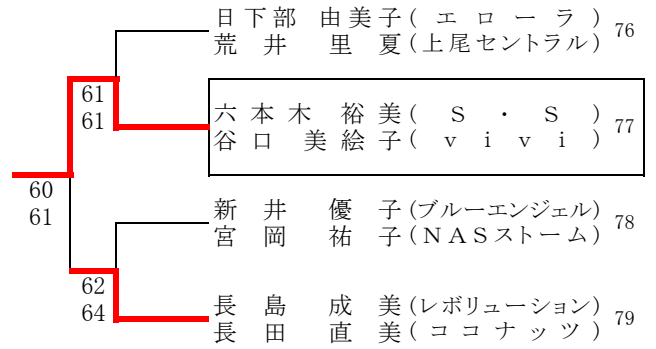 日下部 由美子(エローラ) 76
荒井 里夏(上尾セントラル)
61
61
六本木 裕美(S・S) 77
谷口 美絵子(vivi)
60
61
新井 優子(ブルーエンジェル) 78
宮岡 祐子(NASストーム)
62
64
長島 成美(レボリューション) 79
長田 直美(ココナッツ)